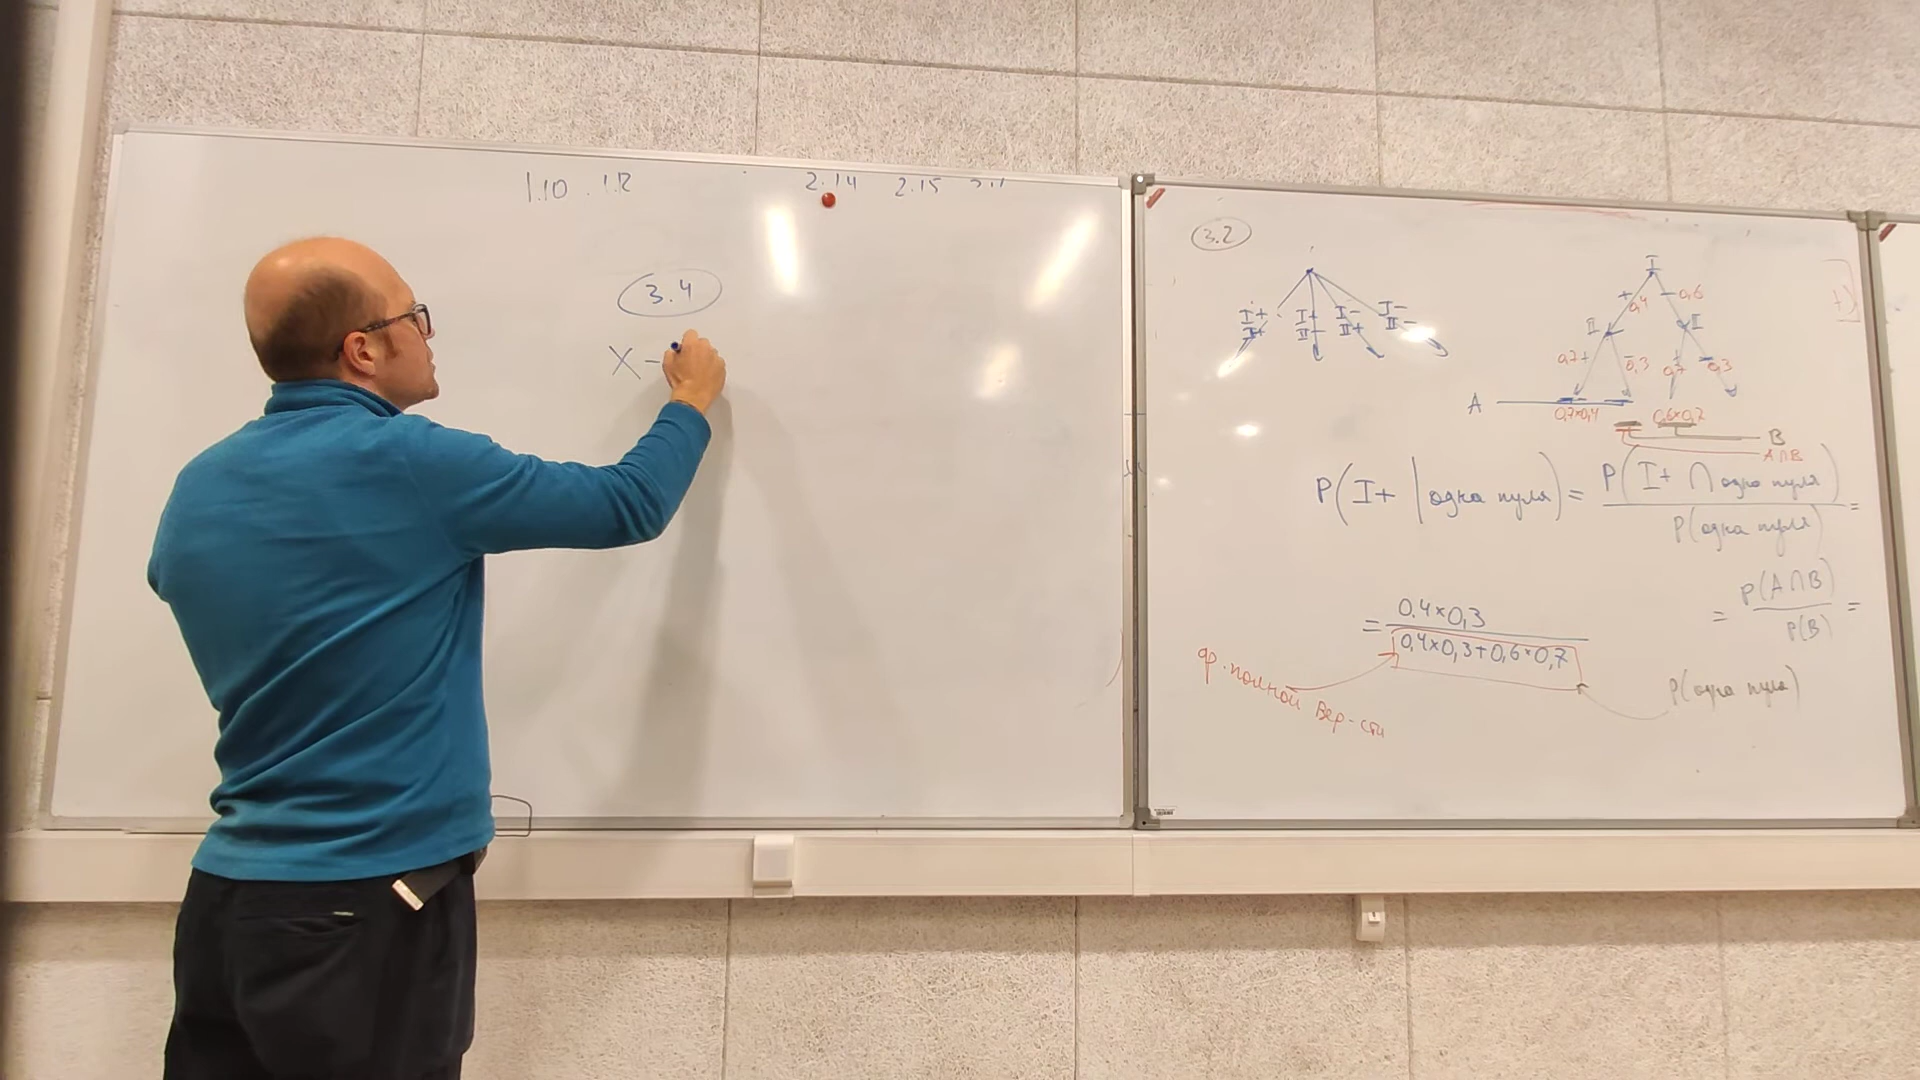 1.10 1.12 2.14 2.15
3.4
X –
3.2
I+ I+ I– I–
II+ II– II+ II–
I
+ 0,4 – 0,6
II II
0,7 + – 0,3 + 0,7 – 0,3
A
0,7×0,4 0,6×0,7
B
A∩B
P(I+ | одна пуля) = P(I+ ∩ одна пуля) / P(одна пуля) =
= P(A∩B) / P(B) =
= 0.4×0,3 / 0,4×0,3+0,6×0,7
ф. полной вер-сти
P(одна пуля)